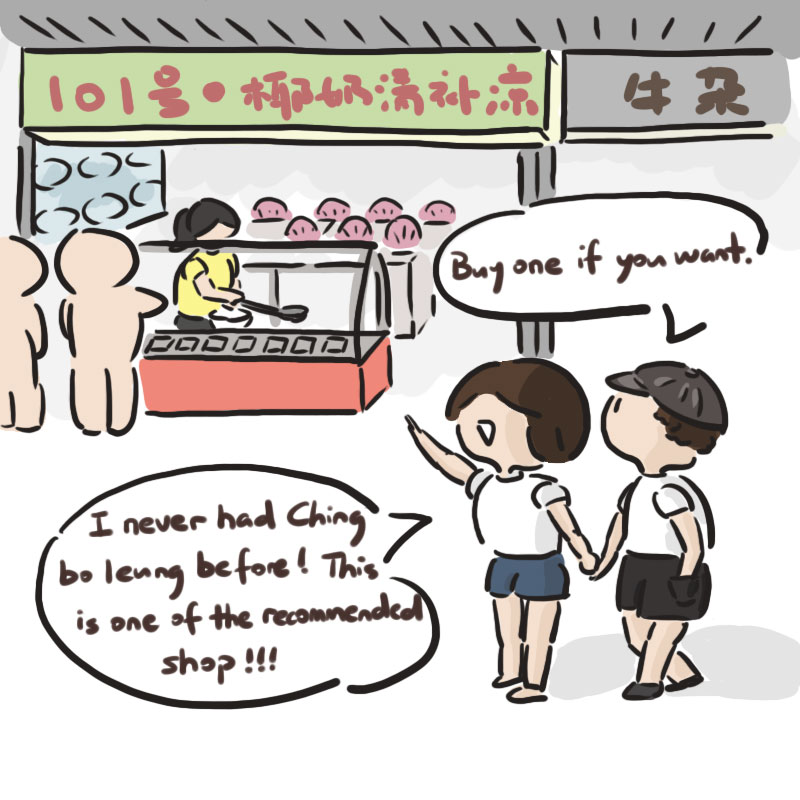 101号·椰奶清补凉
牛杂
Buy one if you want.
I never had Ching
bo leung before! This
is one of the recommended
shop!!!